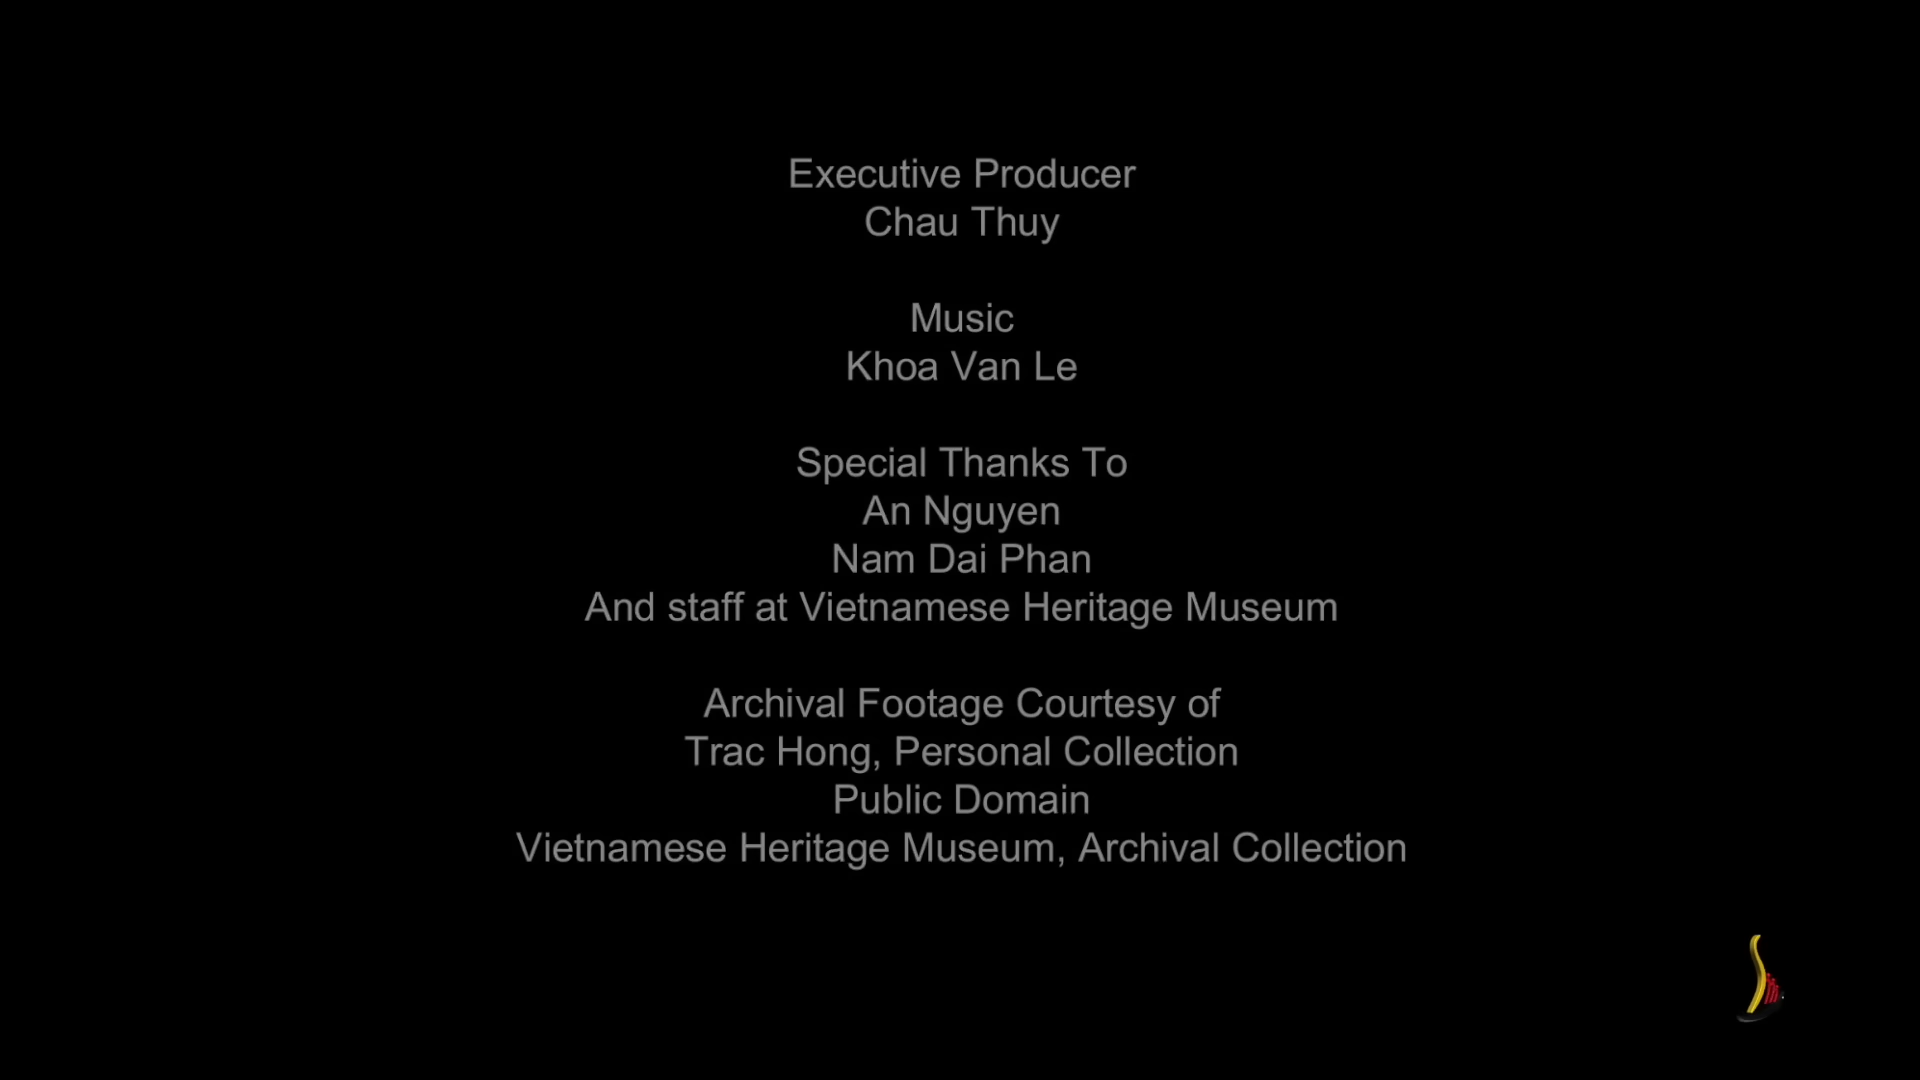 Executive Producer
Chau Thuy
Music
Khoa Van Le
Special Thanks To
An Nguyen
Nam Dai Phan
And staff at Vietnamese Heritage Museum
Archival Footage Courtesy of
Trac Hong, Personal Collection
Public Domain
Vietnamese Heritage Museum, Archival Collection